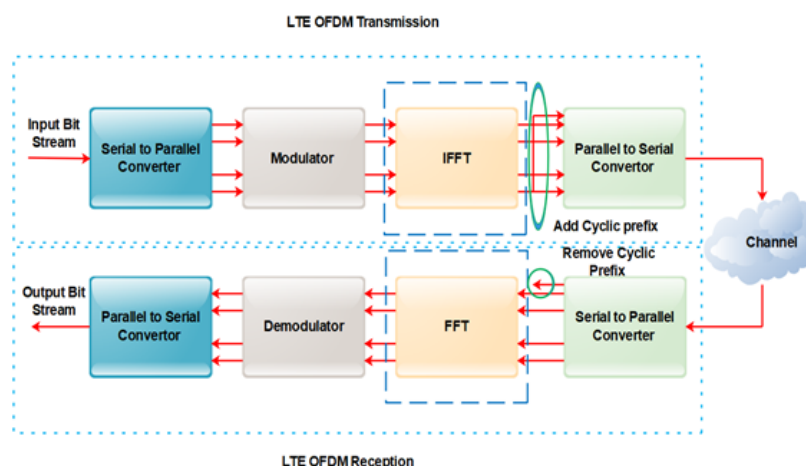 LTE OFDM Transmission
Input Bit
Stream
Serial to Parallel
Converter
Modulator
IFFT
Parallel to Serial
Convertor
Add Cyclic prefix
Channel
Remove Cyclic
Prefix
Output Bit
Stream
Parallel to Serial
Convertor
Demodulator
FFT
Serial to Parallel
Converter
LTE OFDM Reception